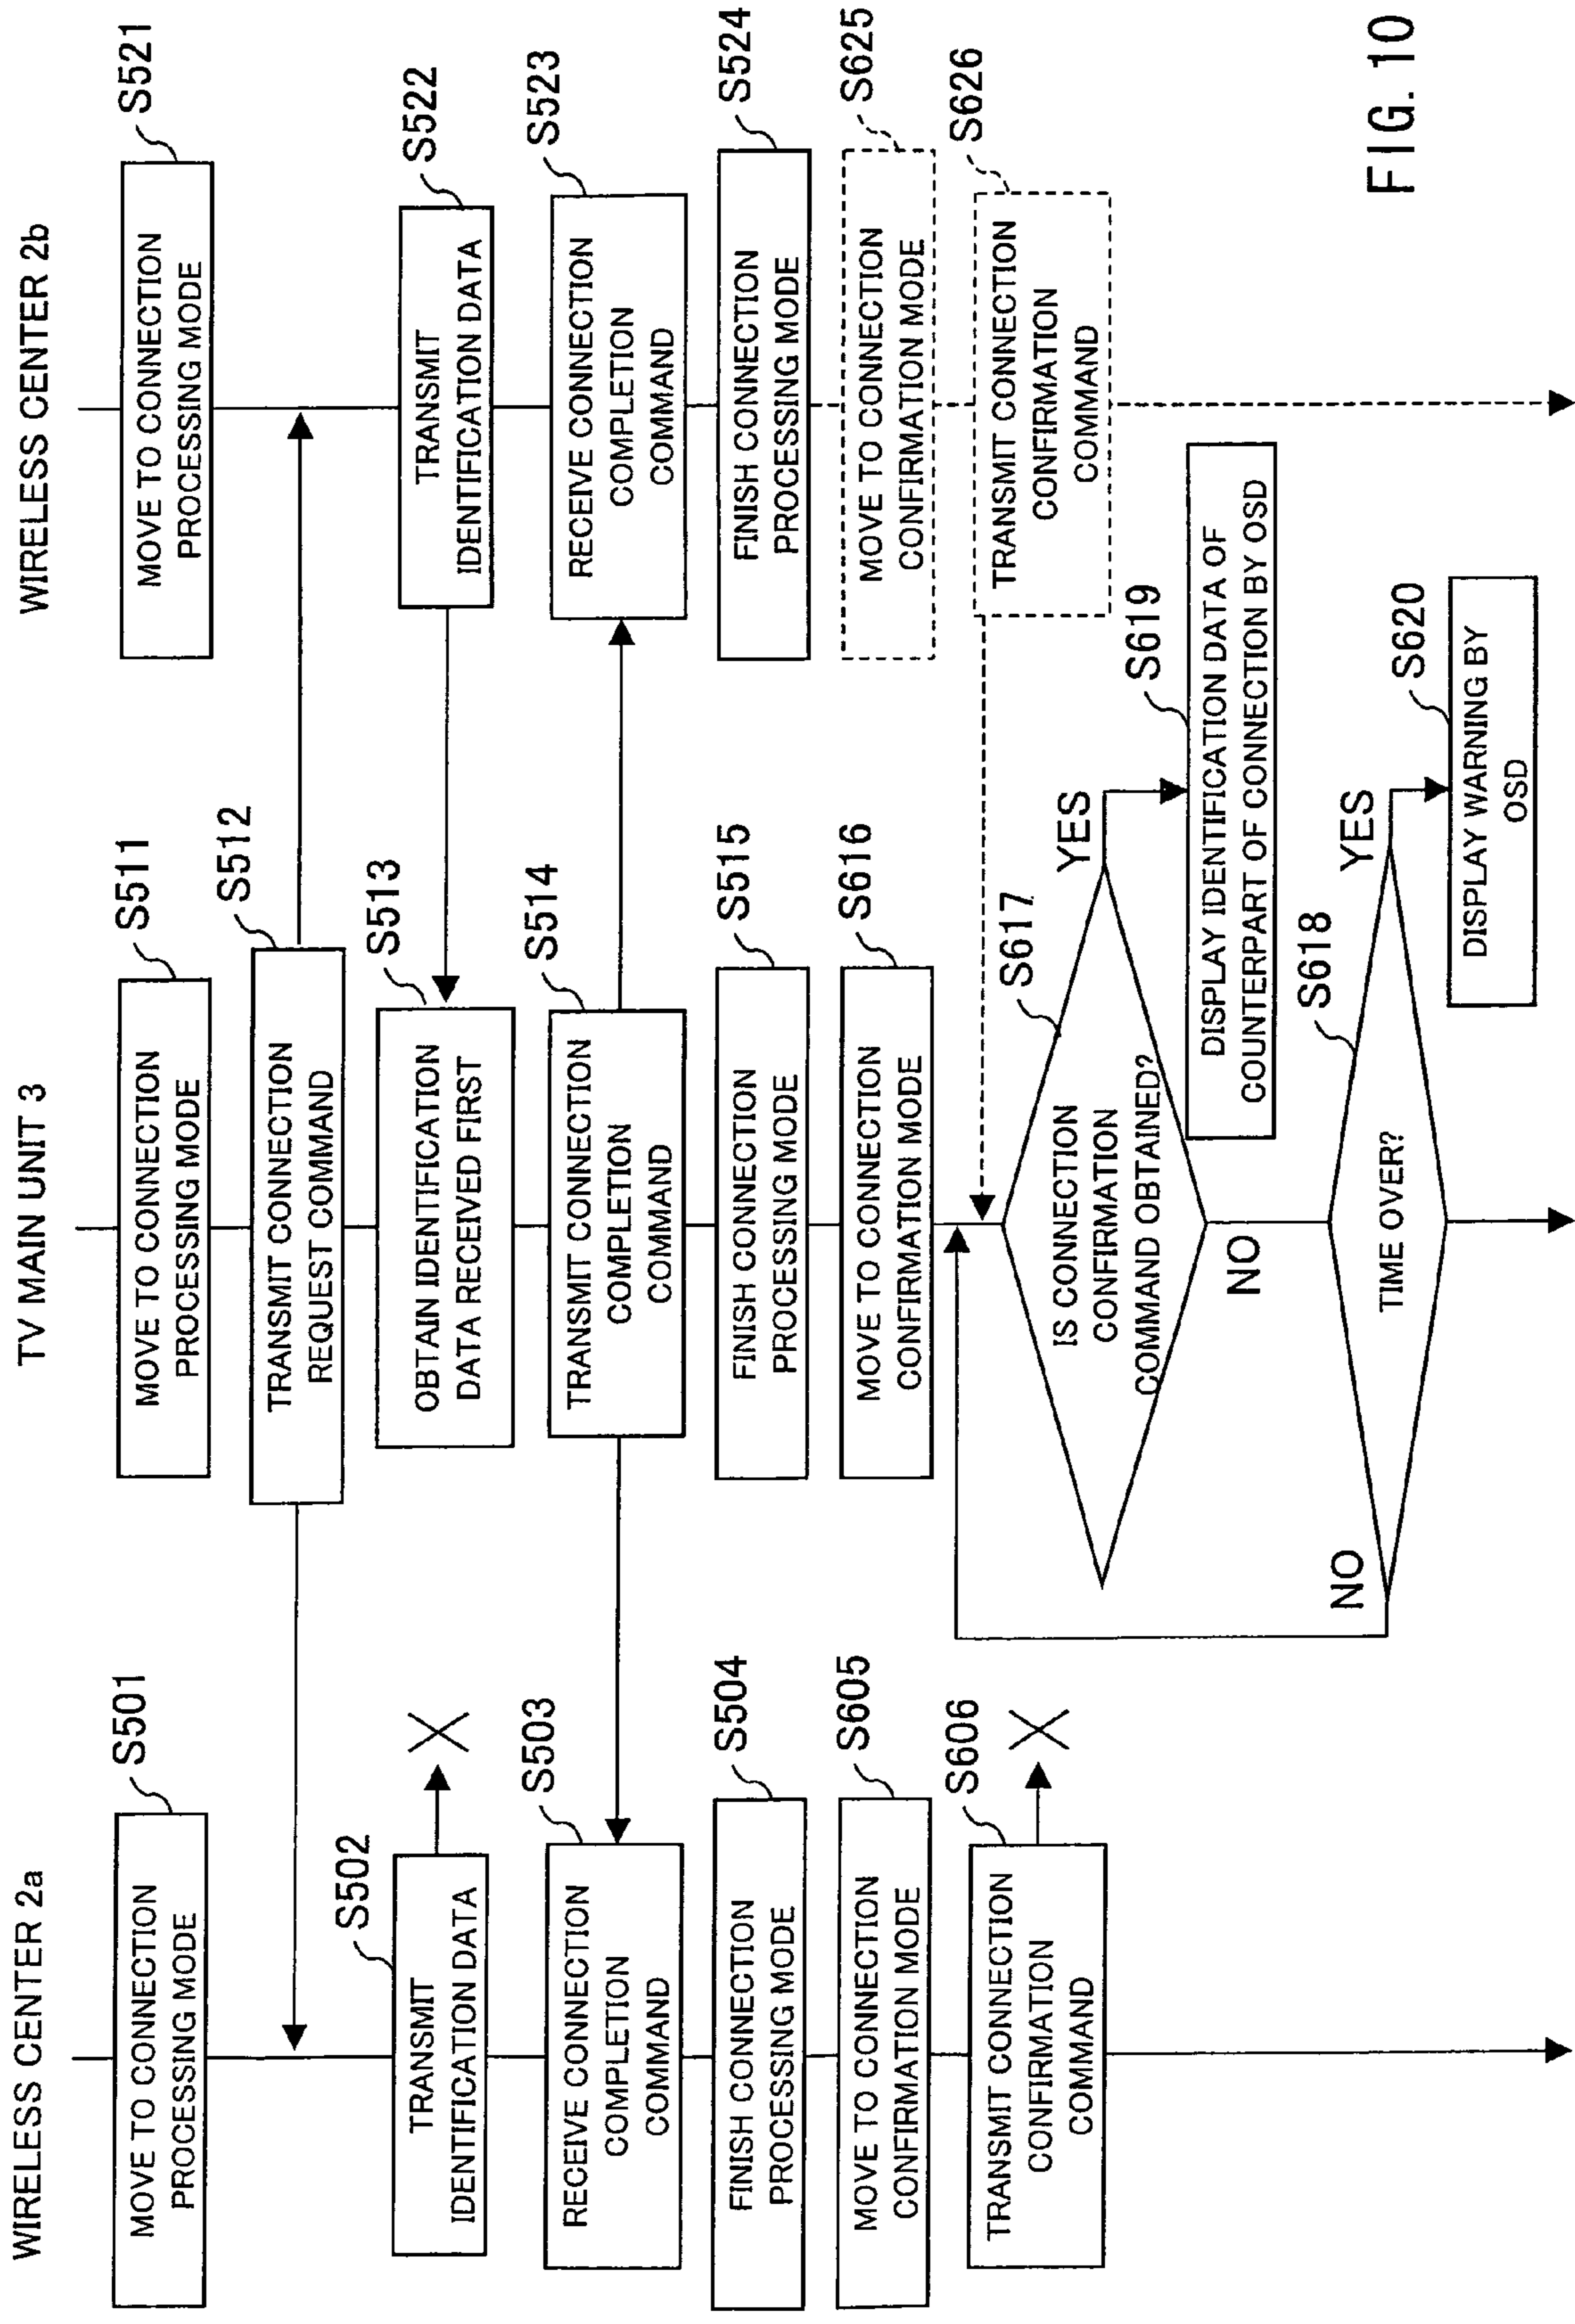 WIRELESS CENTER 2a
S501
MOVE TO CONNECTION
PROCESSING MODE
S502
TRANSMIT
IDENTIFICATION DATA
X
S503
RECEIVE CONNECTION
COMPLETION
COMMAND
S504
FINISH CONNECTION
PROCESSING MODE
S605
MOVE TO CONNECTION
CONFIRMATION MODE
S606
TRANSMIT CONNECTION
CONFIRMATION
COMMAND
X
TV MAIN UNIT 3
S511
MOVE TO CONNECTION
PROCESSING MODE
S512
TRANSMIT CONNECTION
REQUEST COMMAND
S513
OBTAIN IDENTIFICATION
DATA RECEIVED FIRST
S514
TRANSMIT CONNECTION
COMPLETION
COMMAND
S515
FINISH CONNECTION
PROCESSING MODE
S616
MOVE TO CONNECTION
CONFIRMATION MODE
S617
IS CONNECTION
CONFIRMATION
COMMAND OBTAINED?
YES
NO
S619
DISPLAY IDENTIFICATION DATA OF
COUNTERPART OF CONNECTION BY OSD
S618
TIME OVER?
YES
NO
S620
DISPLAY WARNING BY
OSD
WIRELESS CENTER 2b
S521
MOVE TO CONNECTION
PROCESSING MODE
S522
TRANSMIT
IDENTIFICATION DATA
S523
RECEIVE CONNECTION
COMPLETION
COMMAND
S524
FINISH CONNECTION
PROCESSING MODE
S625
MOVE TO CONNECTION
CONFIRMATION MODE
S626
TRANSMIT CONNECTION
CONFIRMATION
COMMAND
FIG. 10